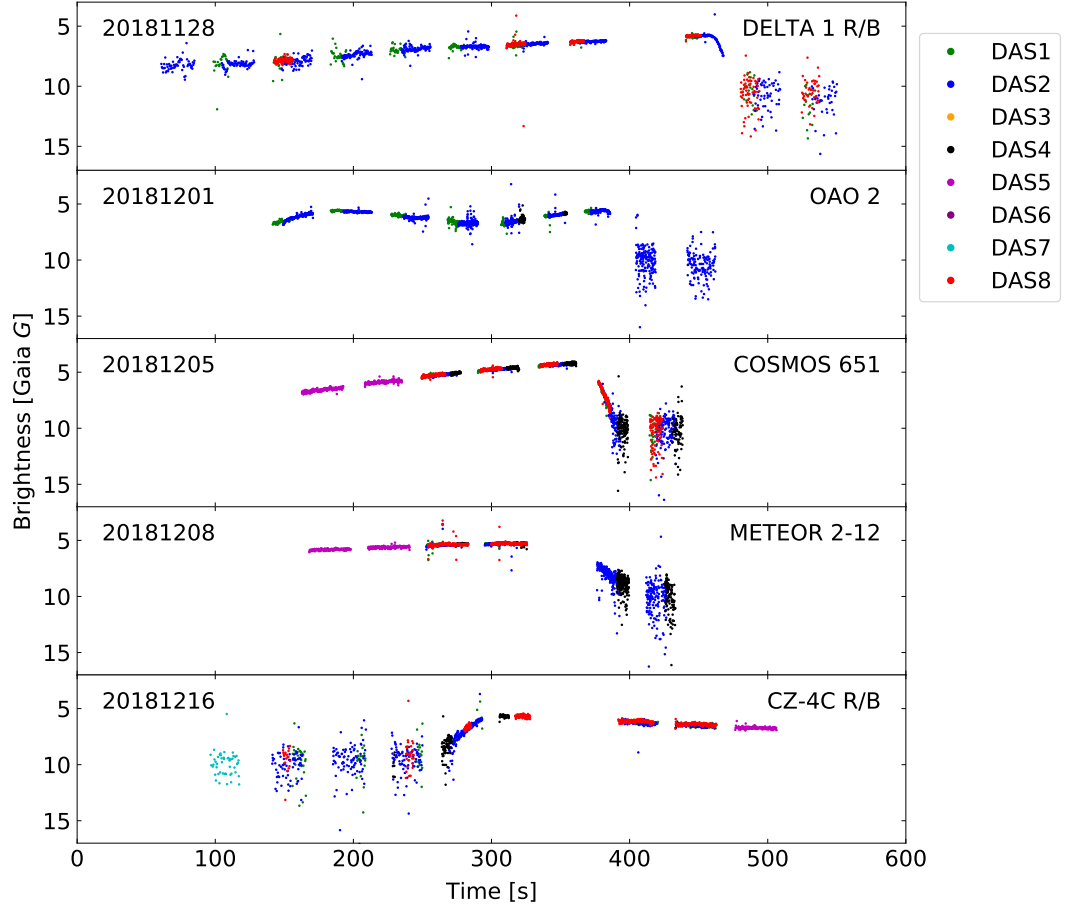 20181128 DELTA 1 R/B
5
10
15
20181201 OAO 2
5
10
15
20181205 COSMOS 651
5
10
15
20181208 METEOR 2-12
5
10
15
20181216 CZ-4C R/B
5
10
15
0 100 200 300 400 500 600
Time [s]
Brightness [Gaia G]
DAS1
DAS2
DAS3
DAS4
DAS5
DAS6
DAS7
DAS8